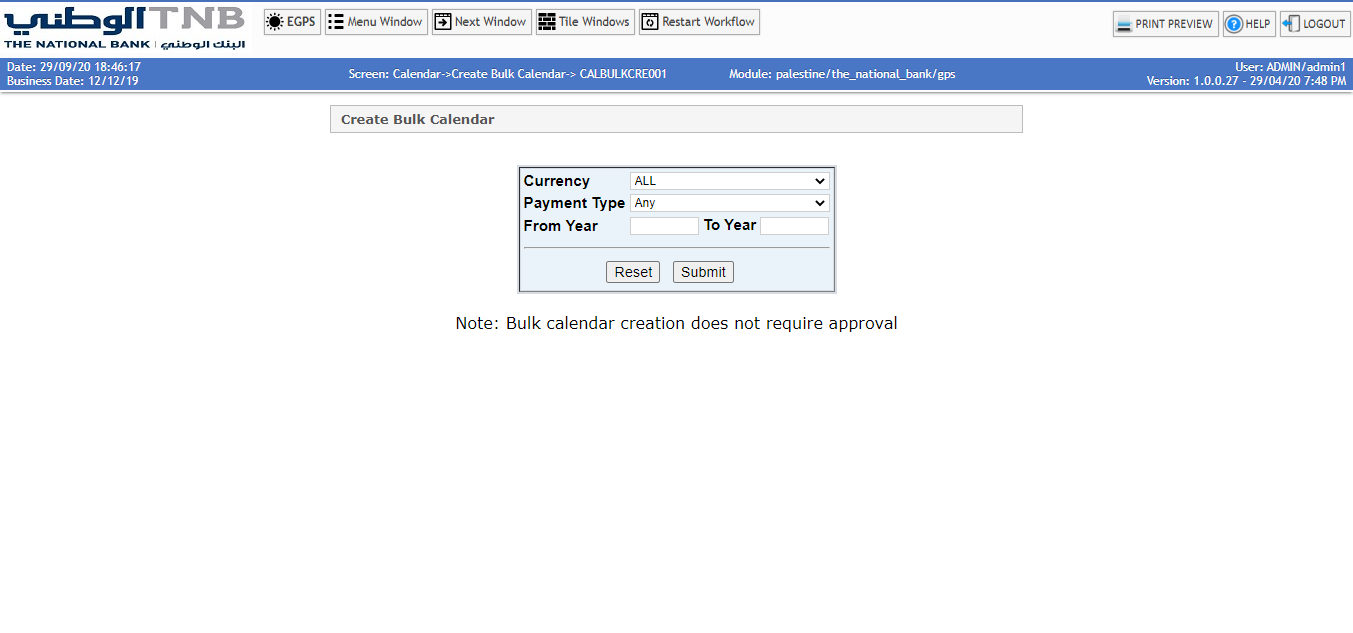 الوطني TNB
THE NATIONAL BANK البنك الوطني
EGPS Menu Window Next Window Tile Windows Restart Workflow
PRINT PREVIEW HELP LOGOUT
Date: 29/09/20 18:46:17
Business Date: 12/12/19
Screen: Calendar->Create Bulk Calendar-> CALBULKCRE001
Module: palestine/the_national_bank/gps
User: ADMIN/admin1
Version: 1.0.0.27 - 29/04/20 7:48 PM
Create Bulk Calendar
Currency ALL
Payment Type Any
From Year To Year
Reset Submit
Note: Bulk calendar creation does not require approval